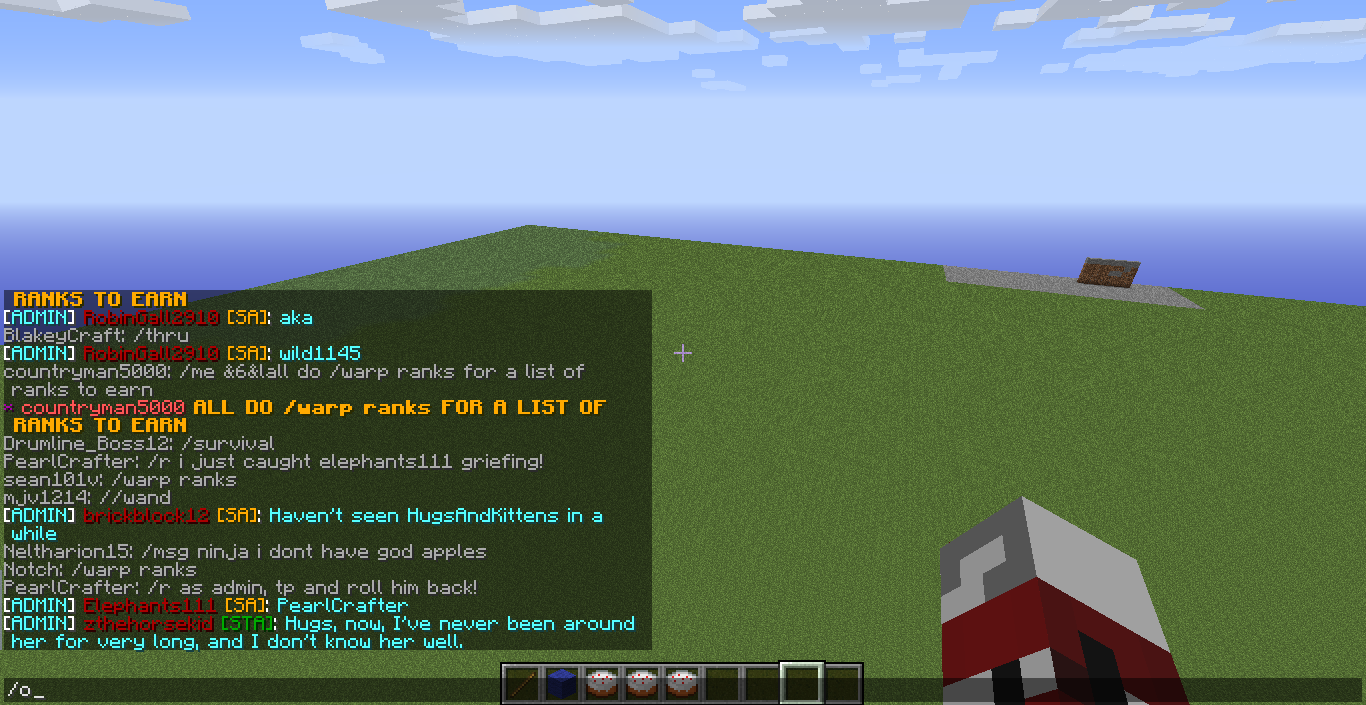 RANKS TO EARN
[ADMIN] RobinGall2910 [SA]: aka
BlakeyCraft: /thru
[ADMIN] RobinGall2910 [SA]: wild1145
countryman5000: /me &6&lall do /warp ranks for a list of
ranks to earn
* countryman5000 ALL DO /warp ranks FOR A LIST OF
RANKS TO EARN
Drumline_Boss12: /survival
PearlCrafter: /r i just caught elephants111 griefing!
sean101v: /warp ranks
mjv1214: //wand
[ADMIN] brickblock12 [SA]: Haven't seen HugsAndKittens in a
while
Neltharion15: /msg ninja i dont have god apples
Notch: /warp ranks
PearlCrafter: /r as admin, tp and roll him back!
[ADMIN] Elephants111 [SA]: PearlCrafter
[ADMIN] zthehorsekid [STA]: Hugs, now, I've never been around
her for very long, and I don't know her well.
/o_